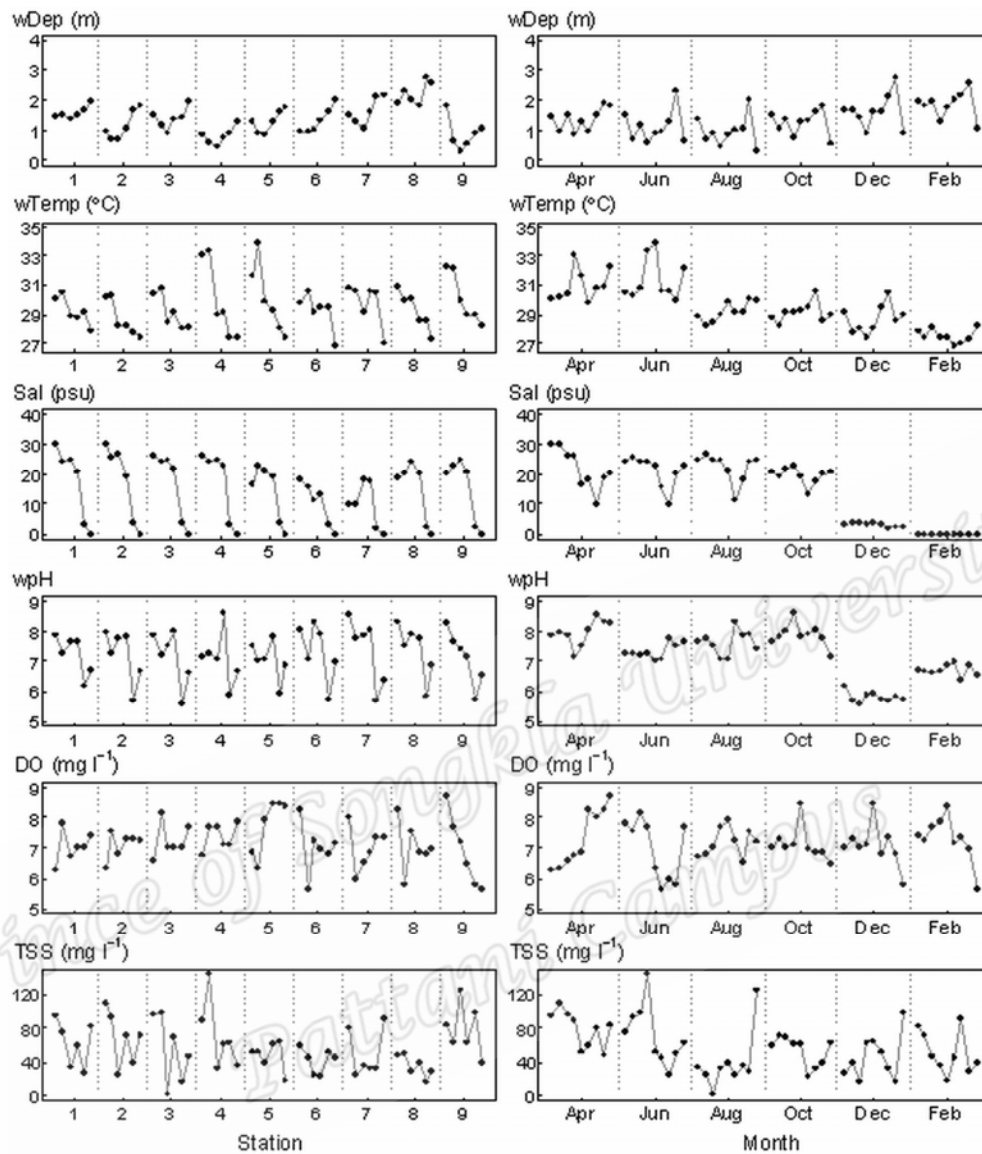 wDep (m)
4
3
2
1
0
1 2 3 4 5 6 7 8 9
wDep (m)
4
3
2
1
0
Apr Jun Aug Oct Dec Feb
wTemp (°C)
35
33
31
29
27
1 2 3 4 5 6 7 8 9
wTemp (°C)
35
33
31
29
27
Apr Jun Aug Oct Dec Feb
Sal (psu)
40
30
20
10
0
1 2 3 4 5 6 7 8 9
Sal (psu)
40
30
20
10
0
Apr Jun Aug Oct Dec Feb
wpH
9
8
7
6
5
1 2 3 4 5 6 7 8 9
wpH
9
8
7
6
5
Apr Jun Aug Oct Dec Feb
DO (mg l⁻¹)
9
8
7
6
5
1 2 3 4 5 6 7 8 9
DO (mg l⁻¹)
9
8
7
6
5
Apr Jun Aug Oct Dec Feb
TSS (mg l⁻¹)
120
80
40
0
1 2 3 4 5 6 7 8 9
Station
TSS (mg l⁻¹)
120
80
40
0
Apr Jun Aug Oct Dec Feb
Month
ince of Songkla Universi
Pattani Campus